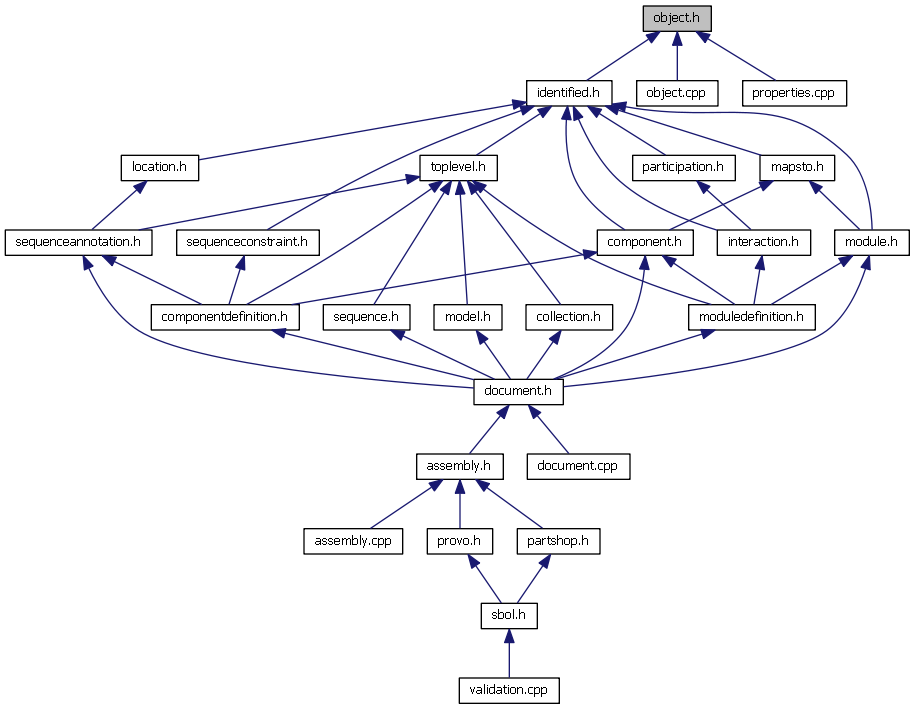 object.h
identified.h
object.cpp
properties.cpp
location.h
toplevel.h
participation.h
mapsto.h
sequenceannotation.h
sequenceconstraint.h
component.h
interaction.h
module.h
componentdefinition.h
sequence.h
model.h
collection.h
moduledefinition.h
document.h
assembly.h
document.cpp
assembly.cpp
provo.h
partshop.h
sbol.h
validation.cpp